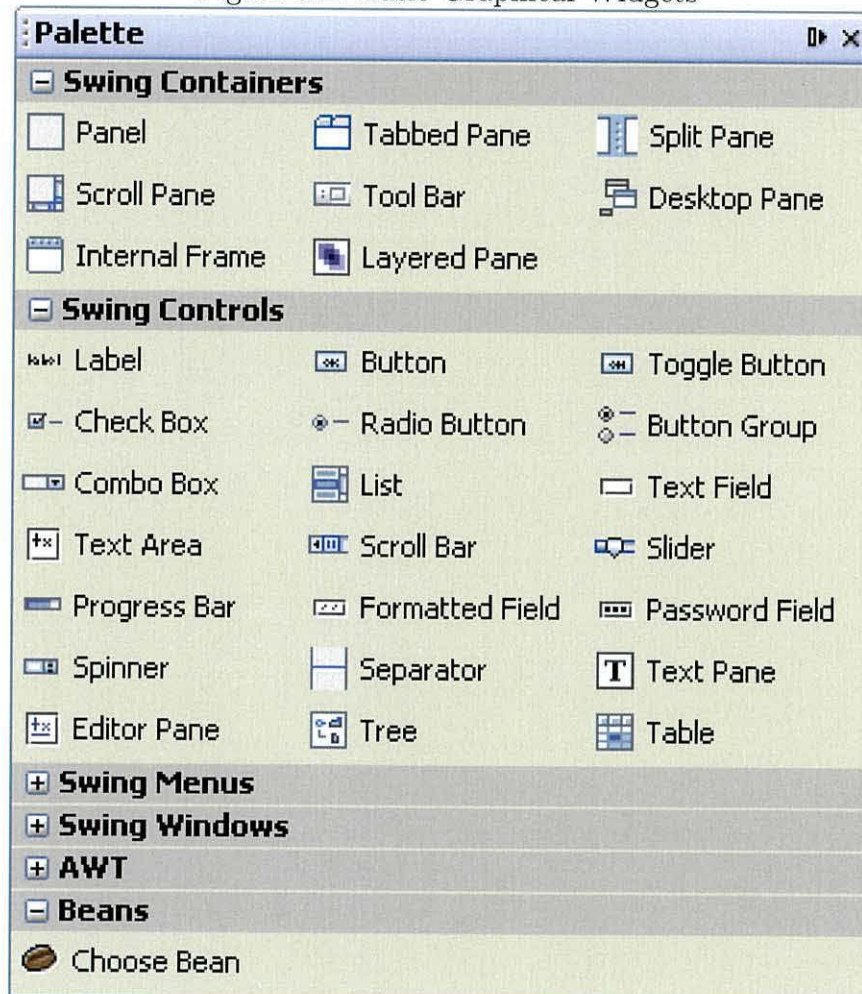 Palette
Swing Containers
Panel Tabbed Pane Split Pane
Scroll Pane Tool Bar Desktop Pane
Internal Frame Layered Pane
Swing Controls
label Label OK Button ON Toggle Button
Check Box Radio Button Button Group
Combo Box List Text Field
Text Area Scroll Bar Slider
Progress Bar Formatted Field Password Field
Spinner Separator T Text Pane
Editor Pane Tree Table
Swing Menus
Swing Windows
AWT
Beans
Choose Bean